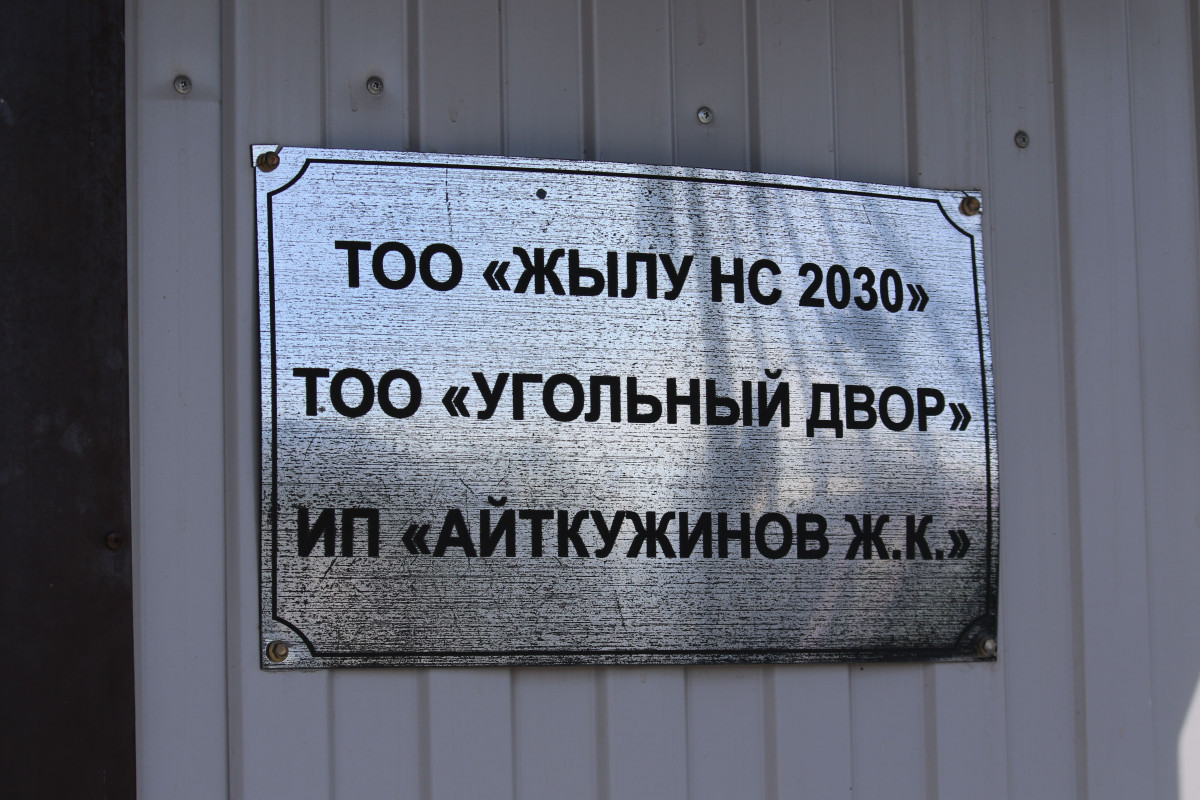 ТОО «ЖЫЛУ НС 2030»
ТОО «УГОЛЬНЫЙ ДВОР»
ИП «АЙТКУЖИНОВ Ж.К.»